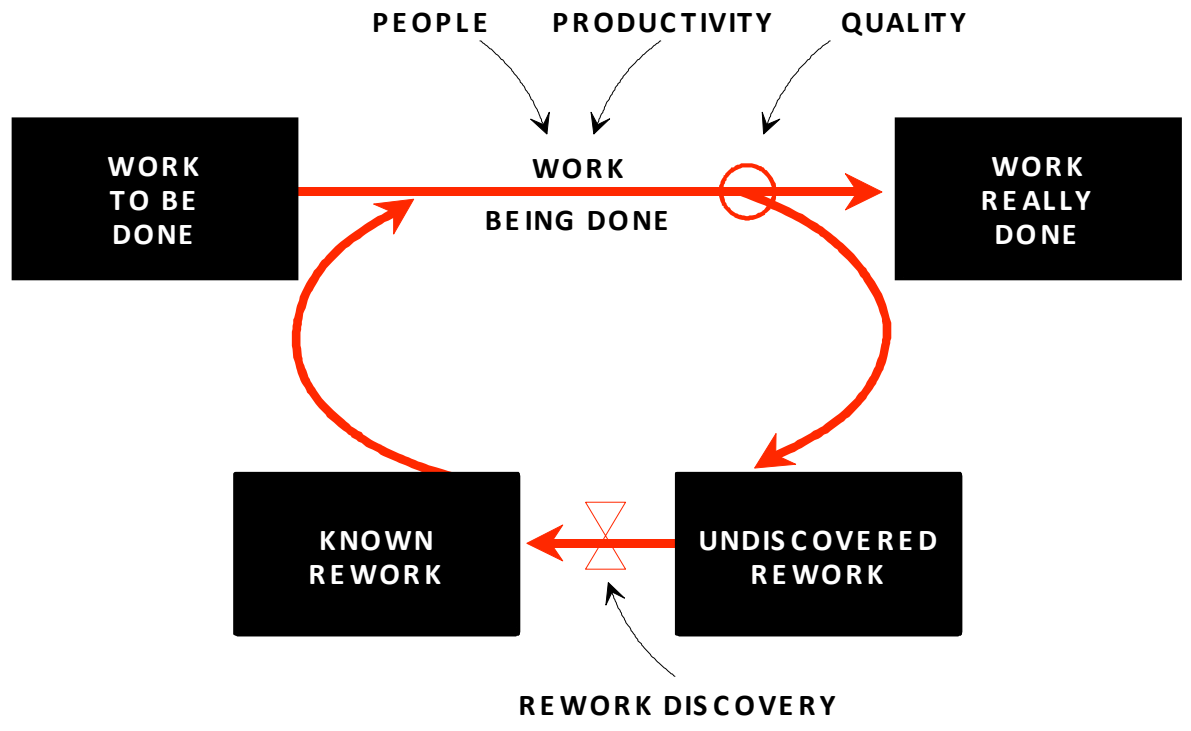 PEOPLE PRODUCTIVITY QUALITY
WORK
TO BE
DONE
WORK
BEING DONE
WORK
REALLY
DONE
KNOWN
REWORK
UNDISCOVERED
REWORK
REWORK DISCOVERY